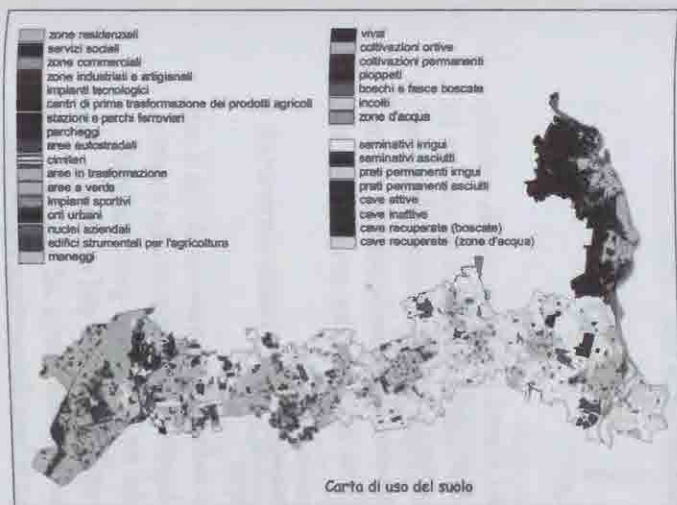 zone residenziali
servizi sociali
zone commerciali
zone industriali e artigianali
impianti tecnologici
centri di prima trasformazione dei prodotti agricoli
stazioni e parchi ferroviari
parcheggi
aree autostradali
cimiteri
aree in trasformazione
aree a verde
impianti sportivi
orti urbani
nuclei aziendali
edifici strumentali per l'agricoltura
maneggi
vivai
coltivazioni ortive
coltivazioni permanenti
pioppeti
boschi e fasce boscate
incolti
zone d'acqua
seminativi irrigui
seminativi asciutti
prati permanenti irrigui
prati permanenti asciutti
cave attive
cave inattive
cave recuperate (boscate)
cave recuperate (zone d'acqua)
Carta di uso del suolo